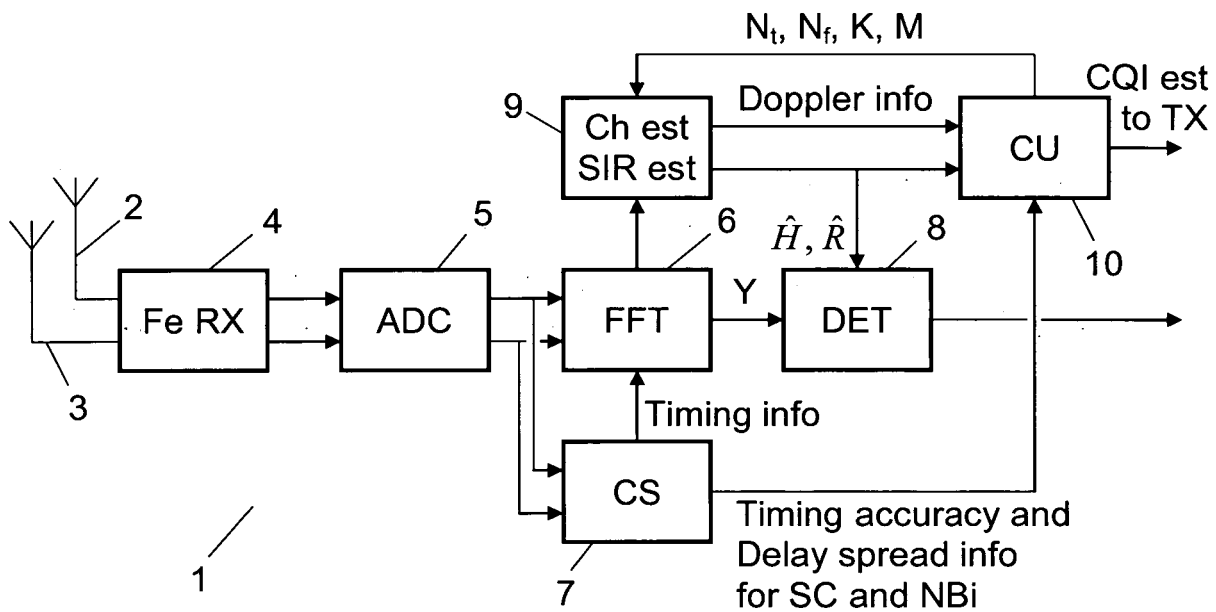 N_t, N_f, K, M
CQI est
to TX
9
Doppler info
Ch est
SIR est
CU
2
4
5
6
Ĥ, R̂
8
10
Fe RX
ADC
FFT
Y
DET
3
Timing info
CS
1
7
Timing accuracy and
Delay spread info
for SC and NBi